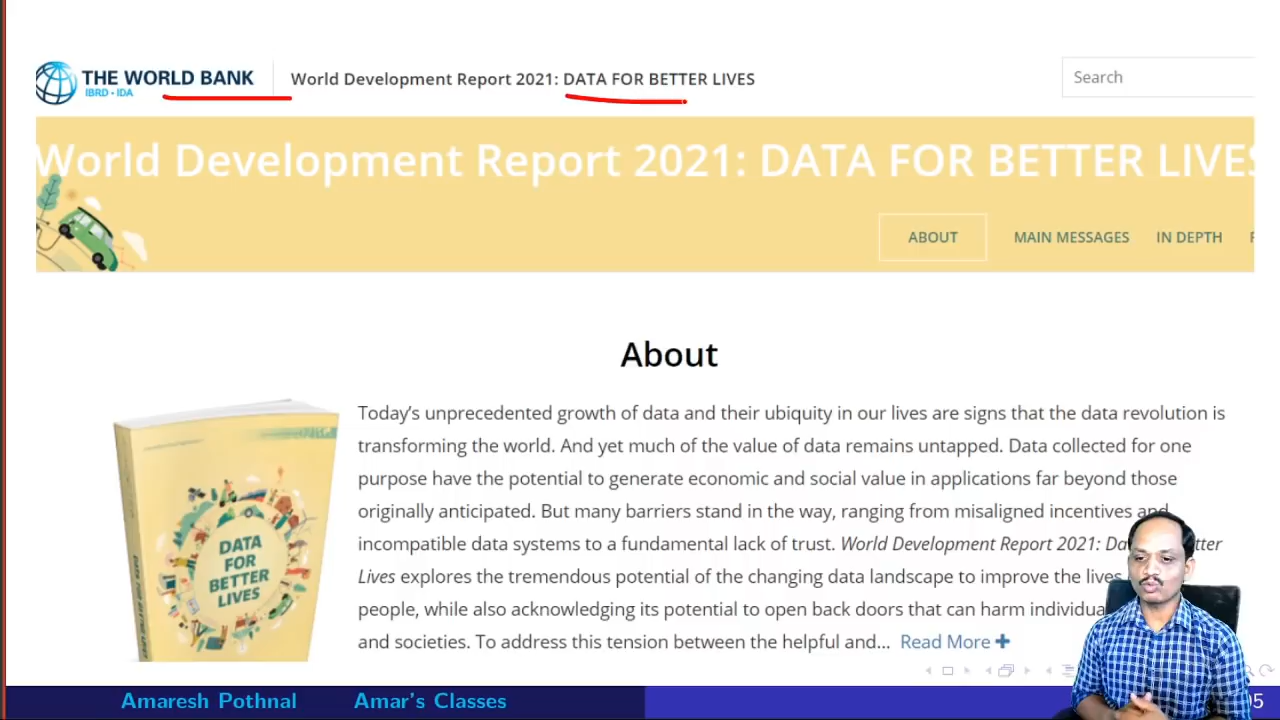 THE WORLD BANK
IBRD • IDA
World Development Report 2021: DATA FOR BETTER LIVES
Search
World Development Report 2021: DATA FOR BETTER LIVES
ABOUT
MAIN MESSAGES
IN DEPTH
About
Today’s unprecedented growth of data and their ubiquity in our lives are signs that the data revolution is
transforming the world. And yet much of the value of data remains untapped. Data collected for one
purpose have the potential to generate economic and social value in applications far beyond those
originally anticipated. But many barriers stand in the way, ranging from misaligned incentives and
incompatible data systems to a fundamental lack of trust. World Development Report 2021:
Lives explores the tremendous potential of the changing data landscape to improve the lives
people, while also acknowledging its potential to open back doors that can harm
and societies. To address this tension between the helpful and... Read More
DATA
FOR
BETTER
LIVES
Amaresh Pothnal
Amar's Classes